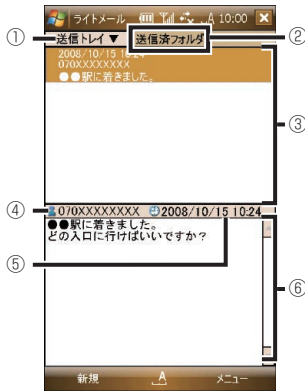 ライトメール 10:00
① 送信トレイ ▼ 送信済フォルダ ②
2008/10/15 10:24
070XXXXXXXX
●●駅に着きました。
③
④ 070XXXXXXXX 2008/10/15 10:24
●●駅に着きました。
どの入口に行けばいいですか？
⑤
⑥
新規 A メニュー